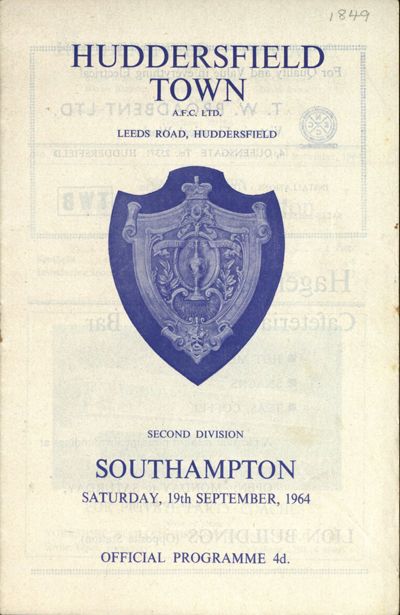 1849
HUDDERSFIELD
TOWN
A.F.C. LTD.
LEEDS ROAD, HUDDERSFIELD
SECOND DIVISION
SOUTHAMPTON
SATURDAY, 19th SEPTEMBER, 1964
OFFICIAL PROGRAMME 4d.